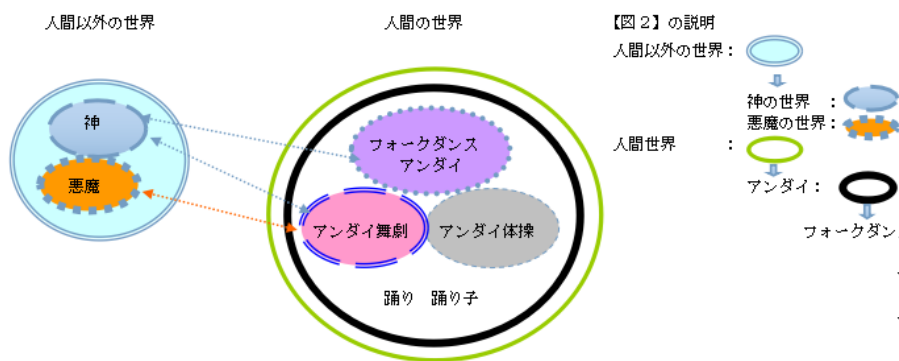 人間以外の世界
人間の世界
神
悪魔
フォークダンス
アンダイ
アンダイ舞劇
アンダイ体操
踊り 踊り子
【図2】の説明
人間以外の世界：
神の世界 ：
悪魔の世界：
人間世界 ：
アンダイ：
フォークダン